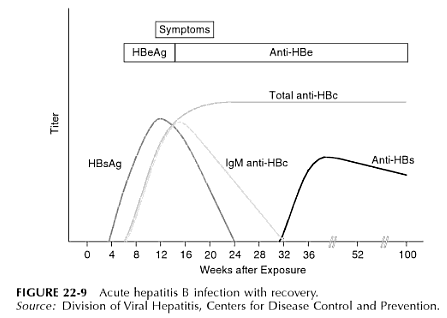 Symptoms
HBeAg Anti-HBe
Total anti-HBc
Titer
HBsAg IgM anti-HBc Anti-HBs
0 4 8 12 16 20 24 28 32 36 52 100
Weeks after Exposure
FIGURE 22-9 Acute hepatitis B infection with recovery.
Source: Division of Viral Hepatitis, Centers for Disease Control and Prevention.